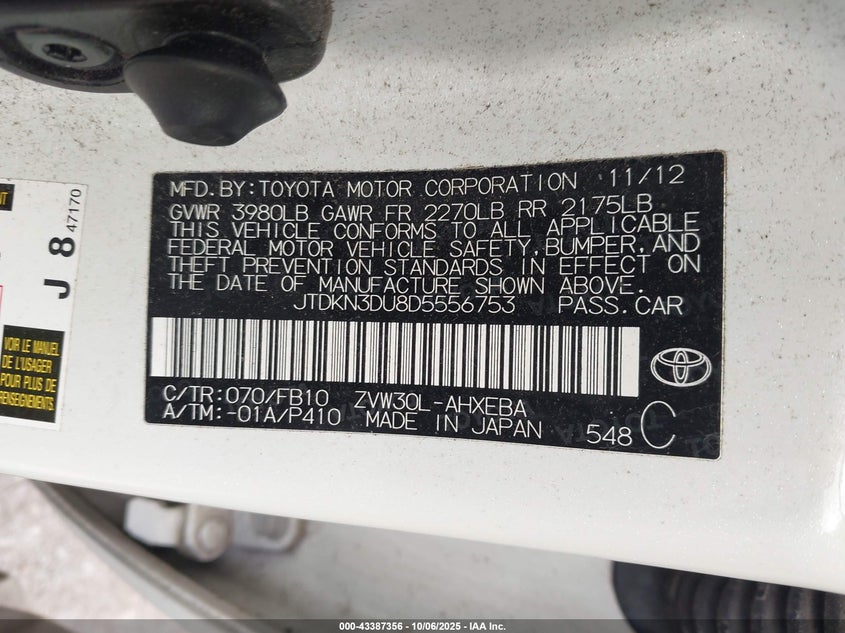 MFD. BY: TOYOTA MOTOR CORPORATION 11/12
GVWR 3980LB GAWR FR 2270LB RR 2175LB
THIS VEHICLE CONFORMS TO ALL APPLICABLE
FEDERAL MOTOR VEHICLE SAFETY, BUMPER, AND
THEFT PREVENTION STANDARDS IN EFFECT ON
THE DATE OF MANUFACTURE SHOWN ABOVE.
JTDKN3DU8D5556753 PASS. CAR
C/TR: 070/FB10 ZVW30L-AHXEBA
A/TM: -01A/P410 MADE IN JAPAN 548 C
J 8 47170
VOIR LE MANUEL
DE L'USAGER
POUR PLUS DE
RENSEIGNEMENTS
000-43387356 - 10/06/2025 - IAA Inc.